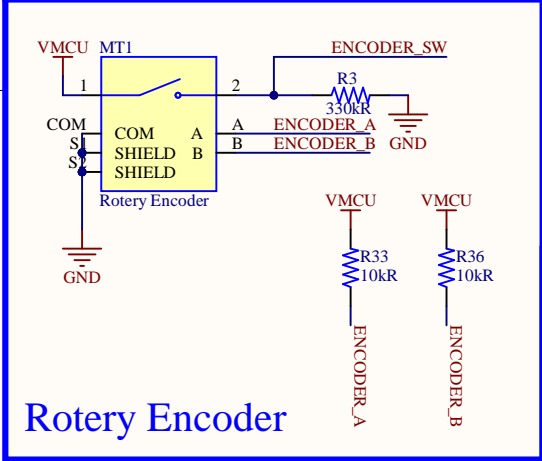 VMCU
MT1
ENCODER_SW
1
2
R3
330kR
COM
COM
A
A
ENCODER_A
S1
SHIELD
B
B
ENCODER_B
GND
S2
SHIELD
Rotery Encoder
GND
VMCU
VMCU
R33
10kR
R36
10kR
ENCODER_A
ENCODER_B
Rotery Encoder